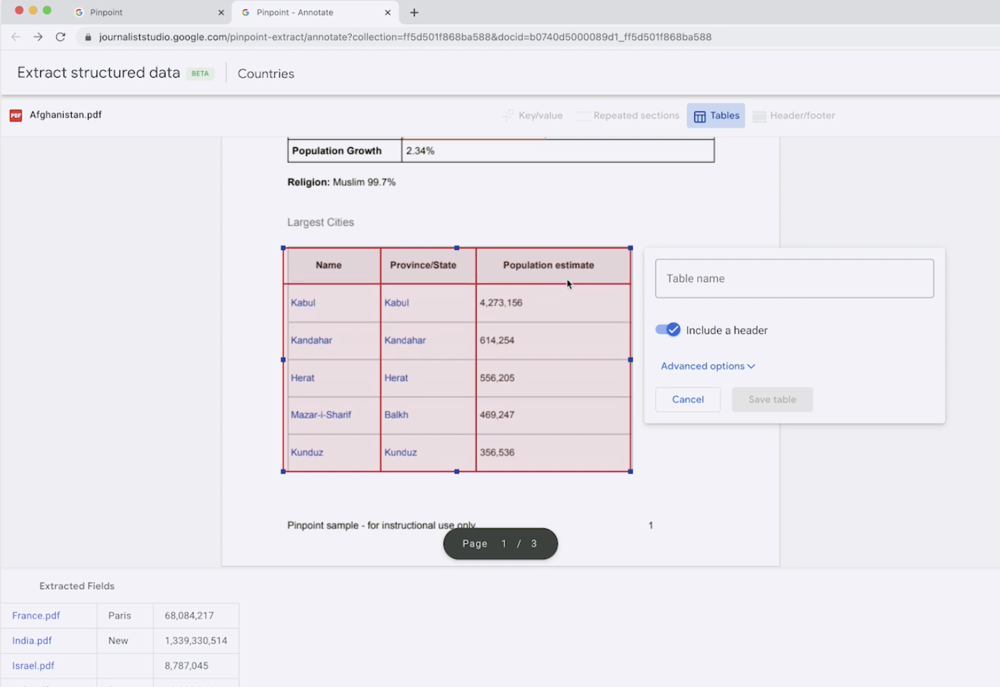 Pinpoint
Pinpoint - Annotate
journaliststudio.google.com/pinpoint-extract/annotate?collection=ff5d501f868ba588&docid=b0740d5000089d1_ff5d501f868ba588
Extract structured data BETA Countries
PDF Afghanistan.pdf Key/value Repeated sections Tables Header/footer
Population Growth 2.34%
Religion: Muslim 99.7%
Largest Cities
Name Province/State Population estimate
Kabul Kabul 4,273,156
Kandahar Kandahar 614,254
Herat Herat 556,205
Mazar-i-Sharif Balkh 469,247
Kunduz Kunduz 356,536
Table name
Include a header
Advanced options
Cancel Save table
Pinpoint sample - for instructional use only 1
Page 1 / 3
Extracted Fields
France.pdf Paris 68,084,217
India.pdf New 1,339,330,514
Israel.pdf 8,787,045